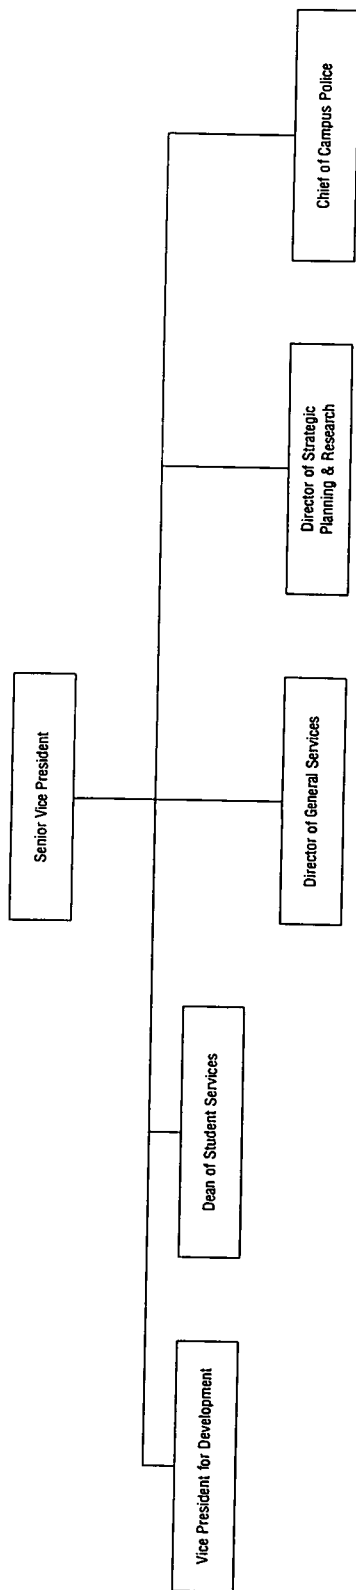 Senior Vice President
Vice President for Development
Dean of Student Services
Director of General Services
Director of Strategic
Planning & Research
Chief of Campus Police